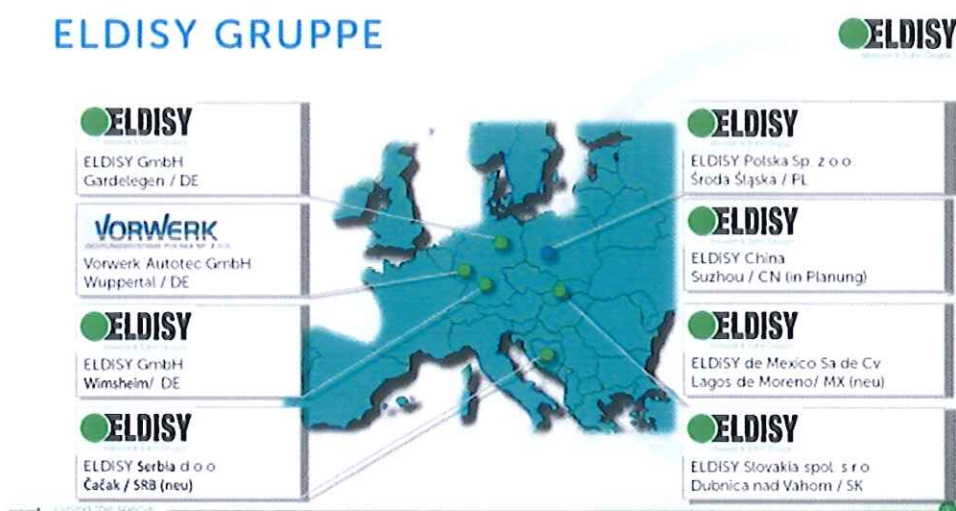 ELDISY GRUPPE
ELDISY
ELDISY
ELDISY GmbH
Gardelegen / DE
VORWERK
Vorwerk Autotec GmbH
Wuppertal / DE
ELDISY
ELDISY GmbH
Wimsheim/ DE
ELDISY
ELDISY Serbia d o o
Čačak / SRB (neu)
ELDISY
ELDISY Polska Sp. z o o
Środa Śląska / PL
ELDISY
ELDISY China
Suzhou / CN (in Planung)
ELDISY
ELDISY de Mexico Sa de Cv
Lagos de Moreno/ MX (neu)
ELDISY
ELDISY Slovakia spol. s r o
Dubnica nad Vahom / SK